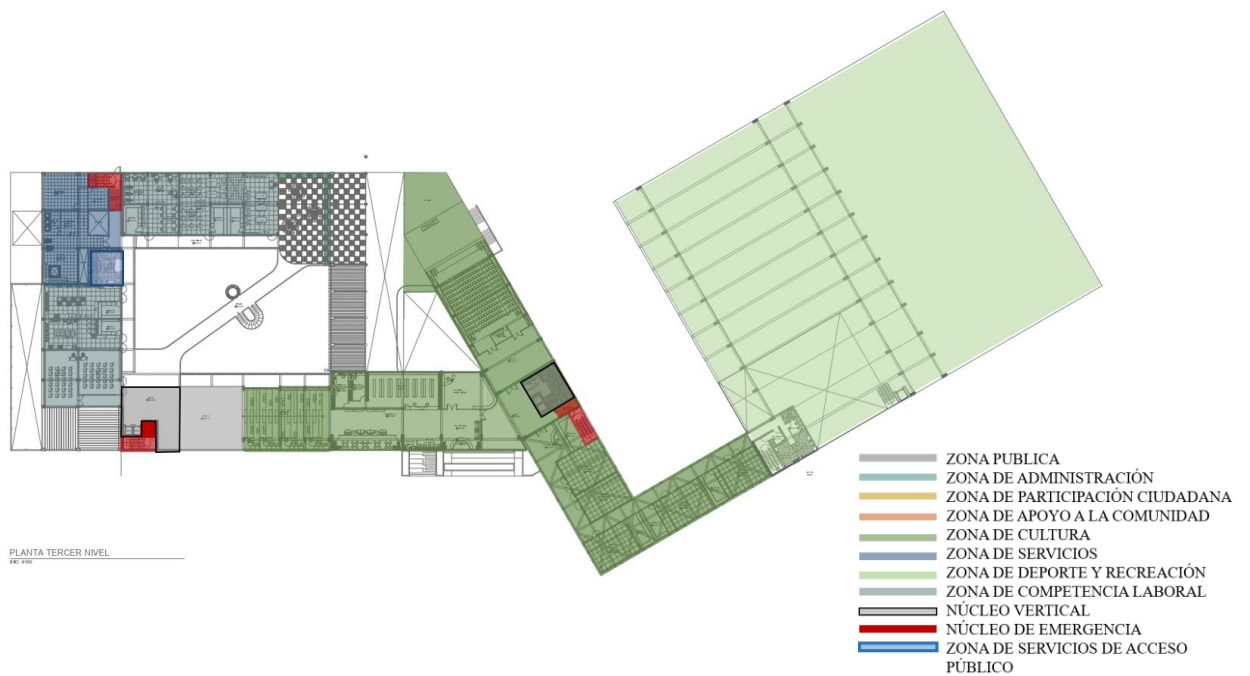 ZONA PUBLICA
ZONA DE ADMINISTRACIÓN
ZONA DE PARTICIPACIÓN CIUDADANA
ZONA DE APOYO A LA COMUNIDAD
ZONA DE CULTURA
ZONA DE SERVICIOS
ZONA DE DEPORTE Y RECREACIÓN
ZONA DE COMPETENCIA LABORAL
NÚCLEO VERTICAL
NÚCLEO DE EMERGENCIA
ZONA DE SERVICIOS DE ACCESO
PÚBLICO
PLANTA TERCER NIVEL